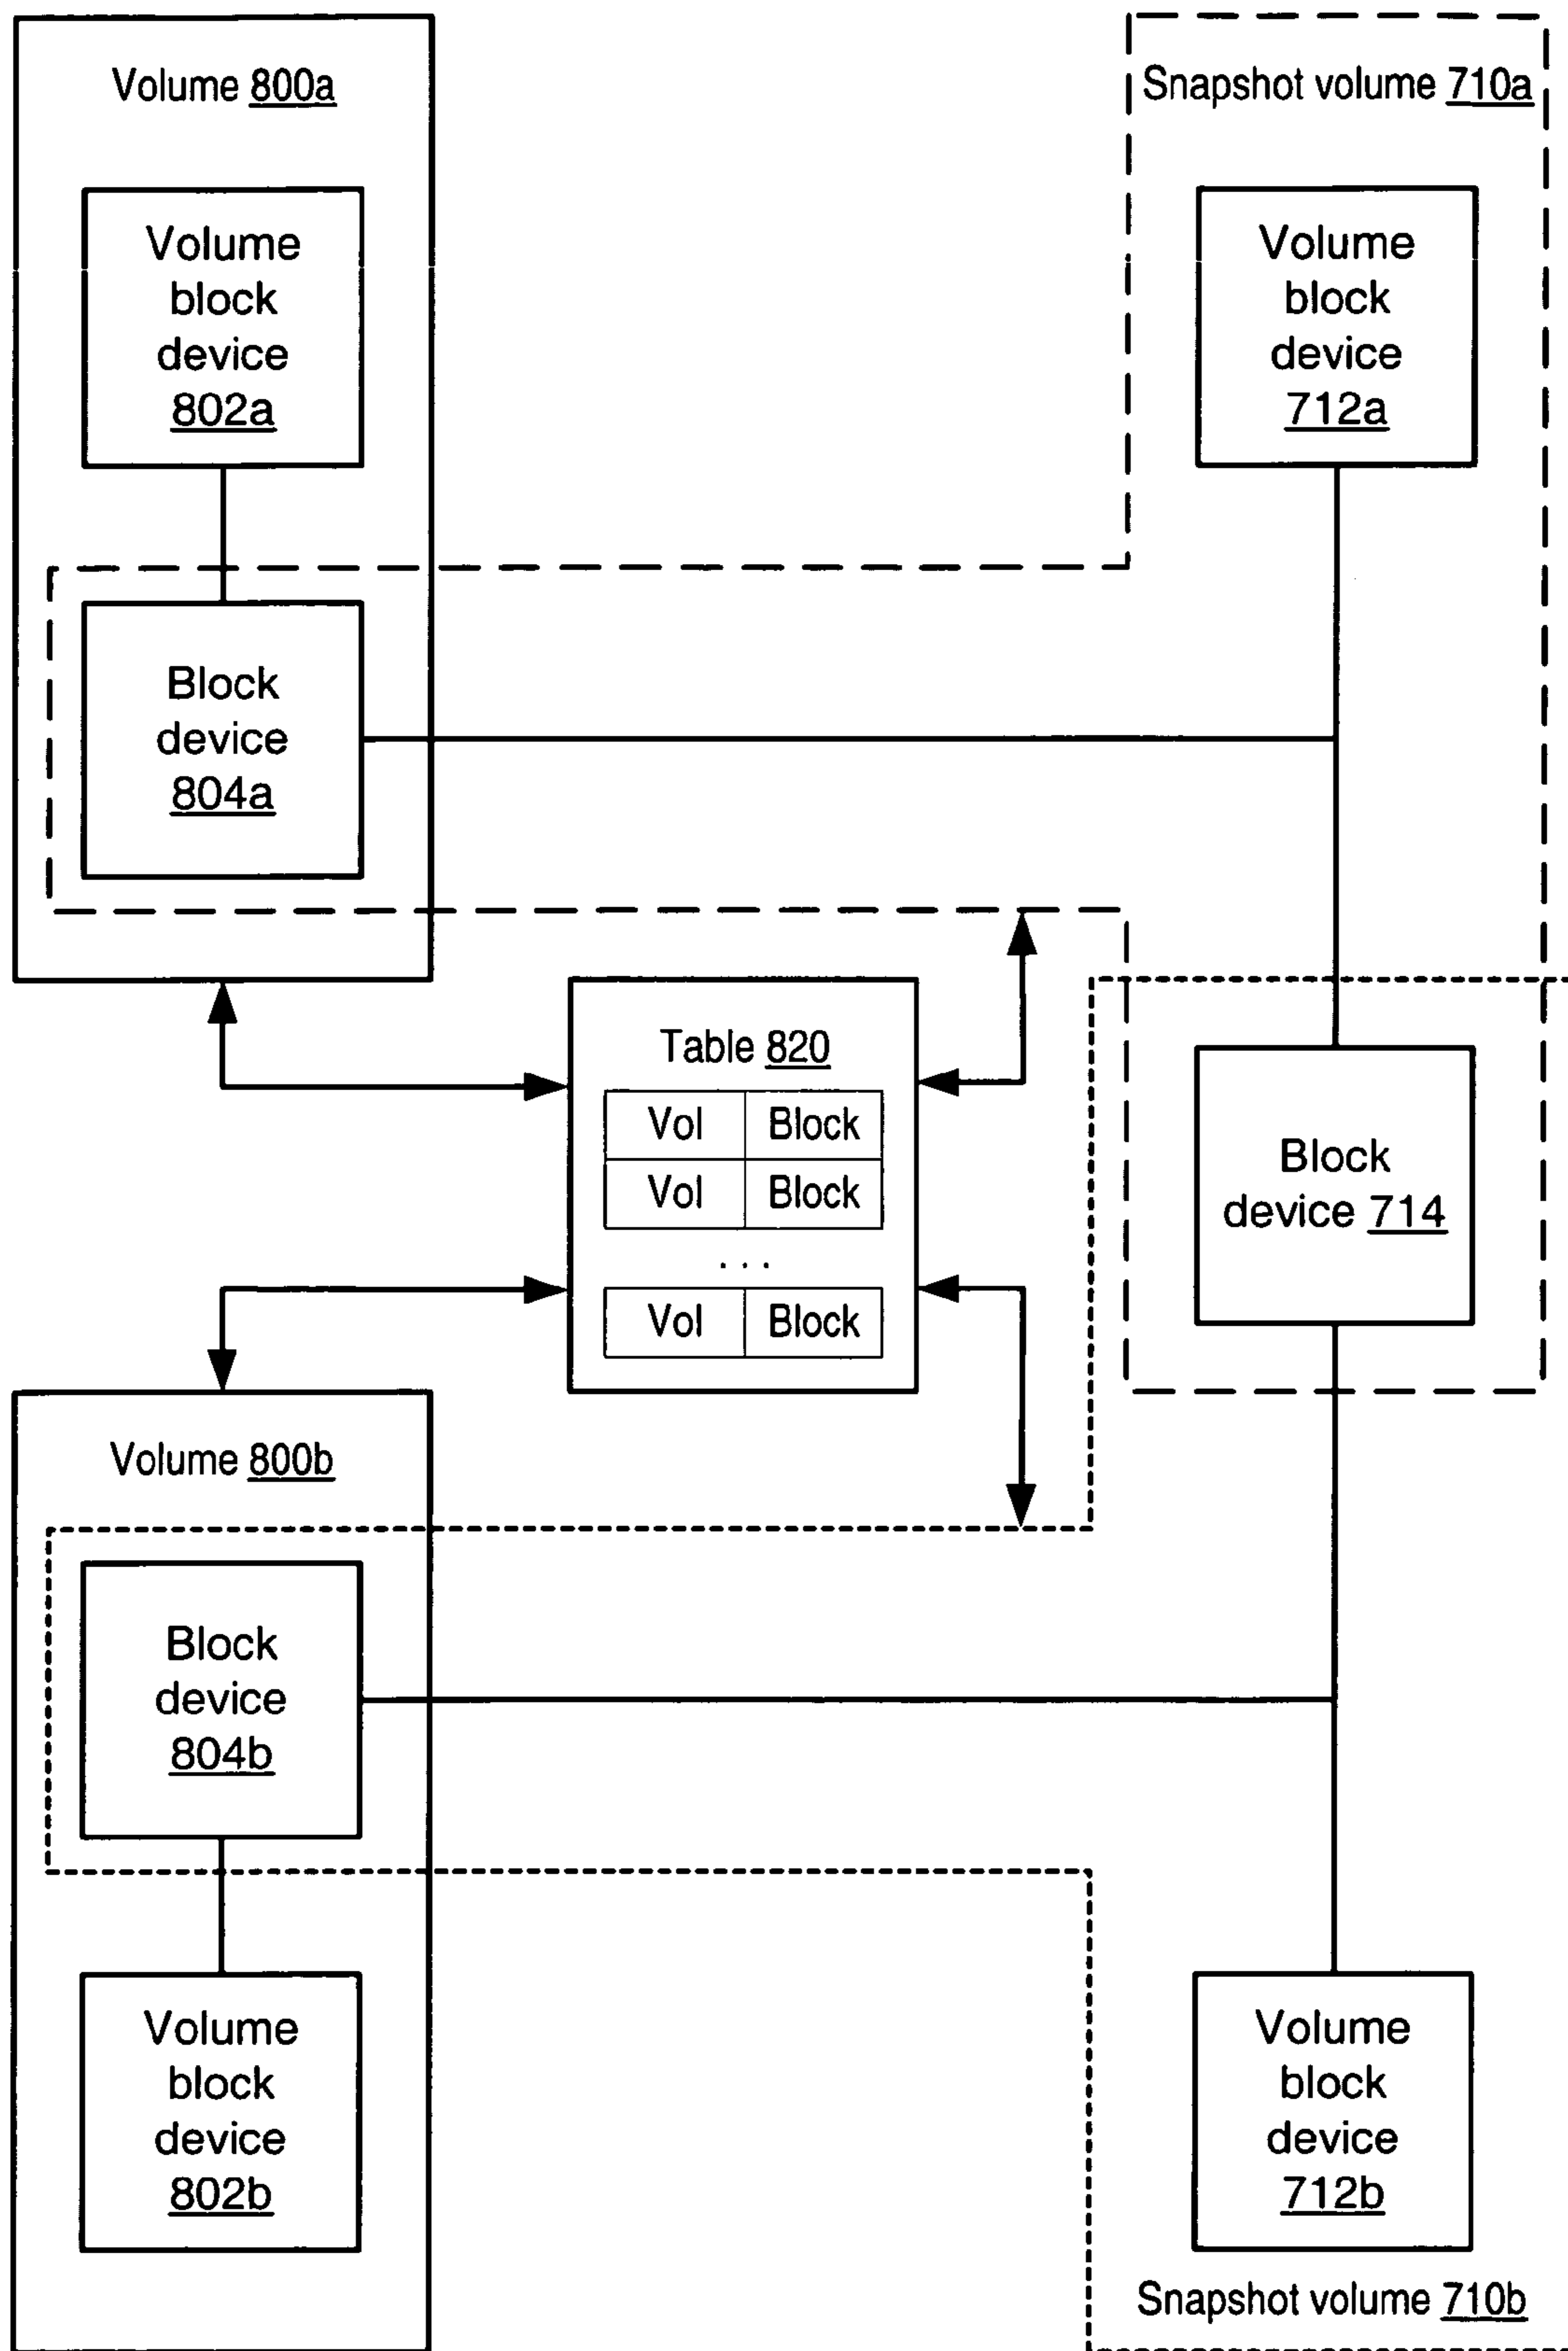 Volume 800a
Snapshot volume 710a
Volume
block
device
802a
Volume
block
device
712a
Block
device
804a
Table 820
Vol Block
Vol Block
. . .
Vol Block
Block
device 714
Volume 800b
Block
device
804b
Volume
block
device
802b
Volume
block
device
712b
Snapshot volume 710b